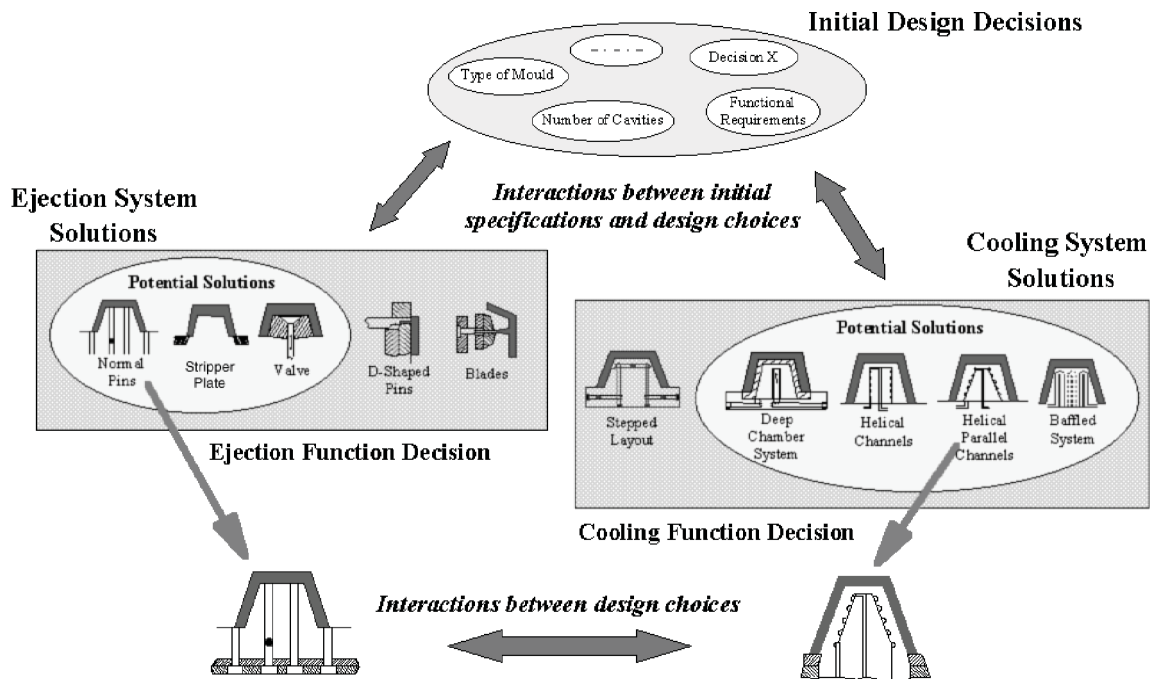 Initial Design Decisions
Type of Mould
Decision X
Number of Cavities
Functional
Requirements
Interactions between initial
specifications and design choices
Ejection System
Solutions
Potential Solutions
Normal
Pins
Stripper
Plate
Valve
D-Shaped
Pins
Blades
Ejection Function Decision
Cooling System
Solutions
Potential Solutions
Stepped
Layout
Deep
Chamber
System
Helical
Channels
Helical
Parallel
Channels
Baffled
System
Cooling Function Decision
Interactions between design choices